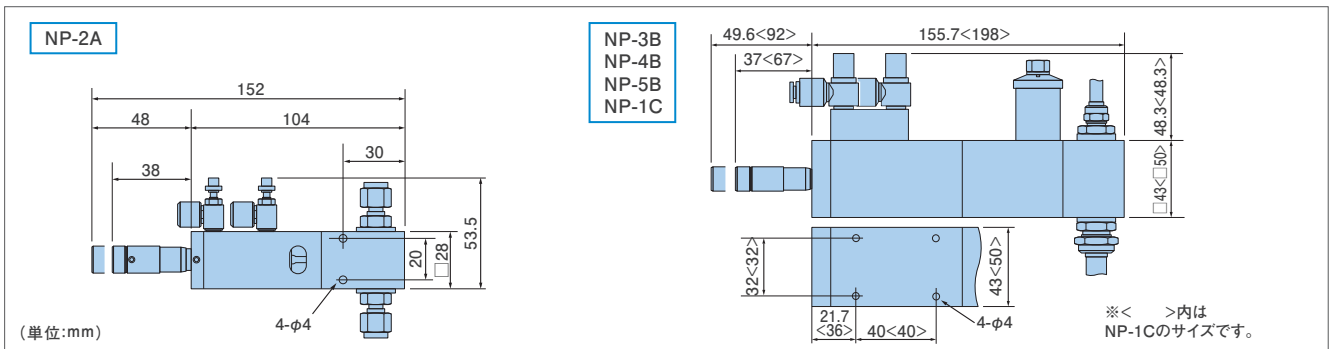 NP-2A
152
48
104
30
38
53.5
20
□28
4-φ4
(単位:mm)
NP-3B
NP-4B
NP-5B
NP-1C
49.6<92>
155.7<198>
37<67>
48.3<48.3>
□43<□50>
32<32>
43<50>
21.7
<36>
40<40>
4-φ4
※< >内は
NP-1Cのサイズです。